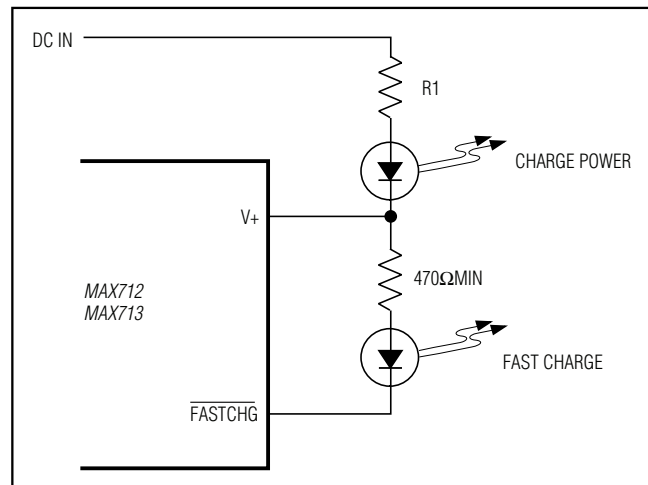 DC IN
R1
CHARGE POWER
V+
470ΩMIN
MAX712
MAX713
FAST CHARGE
FASTCHG